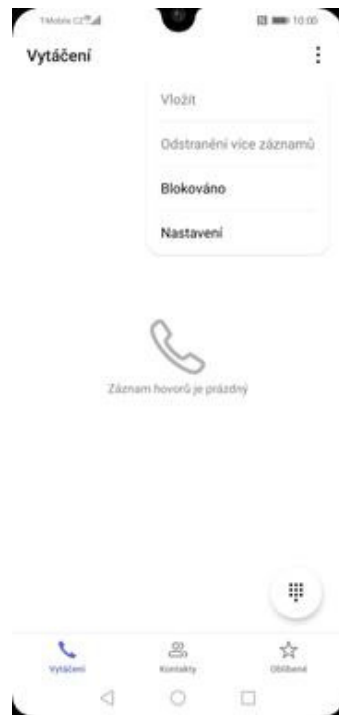 T-Mobile CZ
10:00
Vytáčení
Vložit
Odstranění více záznamů
Blokováno
Nastavení
Záznam hovorů je prázdný
Vytáčení
Kontakty
Oblíbené